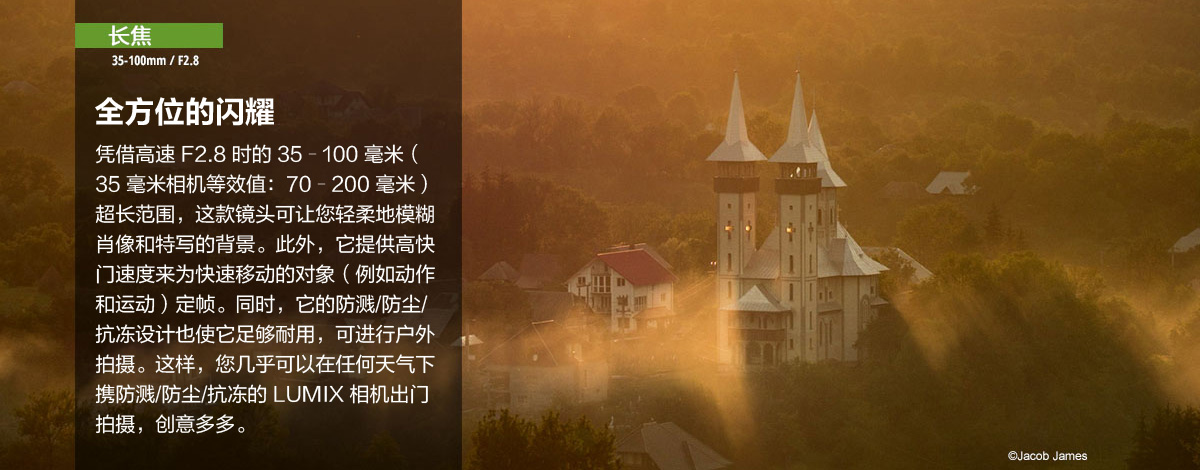 长焦
35-100mm / F2.8
全方位的闪耀
凭借高速 F2.8 时的 35 - 100 毫米（
35 毫米相机等效值：70 - 200 毫米）
超长范围，这款镜头可让您轻柔地模糊
肖像和特写的背景。此外，它提供高快
门速度来为快速移动的对象（例如动作
和运动）定帧。同时，它的防溅/防尘/
抗冻设计也使它足够耐用，可进行户外
拍摄。这样，您几乎可以在任何天气下
携防溅/防尘/抗冻的 LUMIX 相机出门
拍摄，创意多多。
©Jacob James